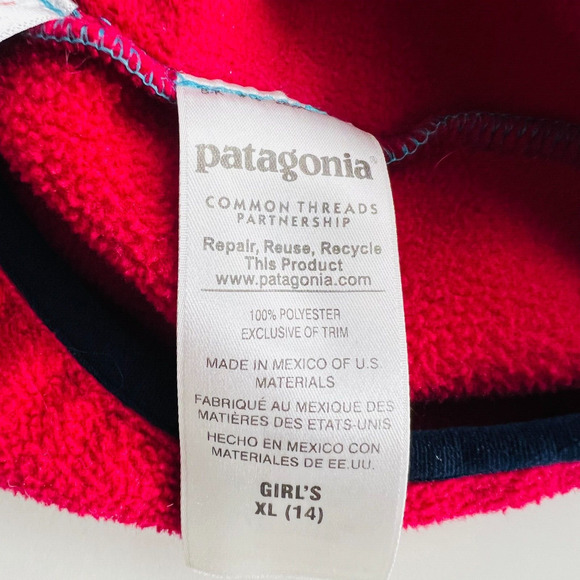 patagonia®
COMMON THREADS
PARTNERSHIP
Repair, Reuse, Recycle
This Product
www.patagonia.com
100% POLYESTER
EXCLUSIVE OF TRIM
MADE IN MEXICO OF U.S.
MATERIALS
FABRIQUÉ AU MEXIQUE DES
MATIÈRES DES ETATS-UNIS
HECHO EN MEXICO CON
MATERIALES DE EE.UU.
GIRL'S
XL (14)